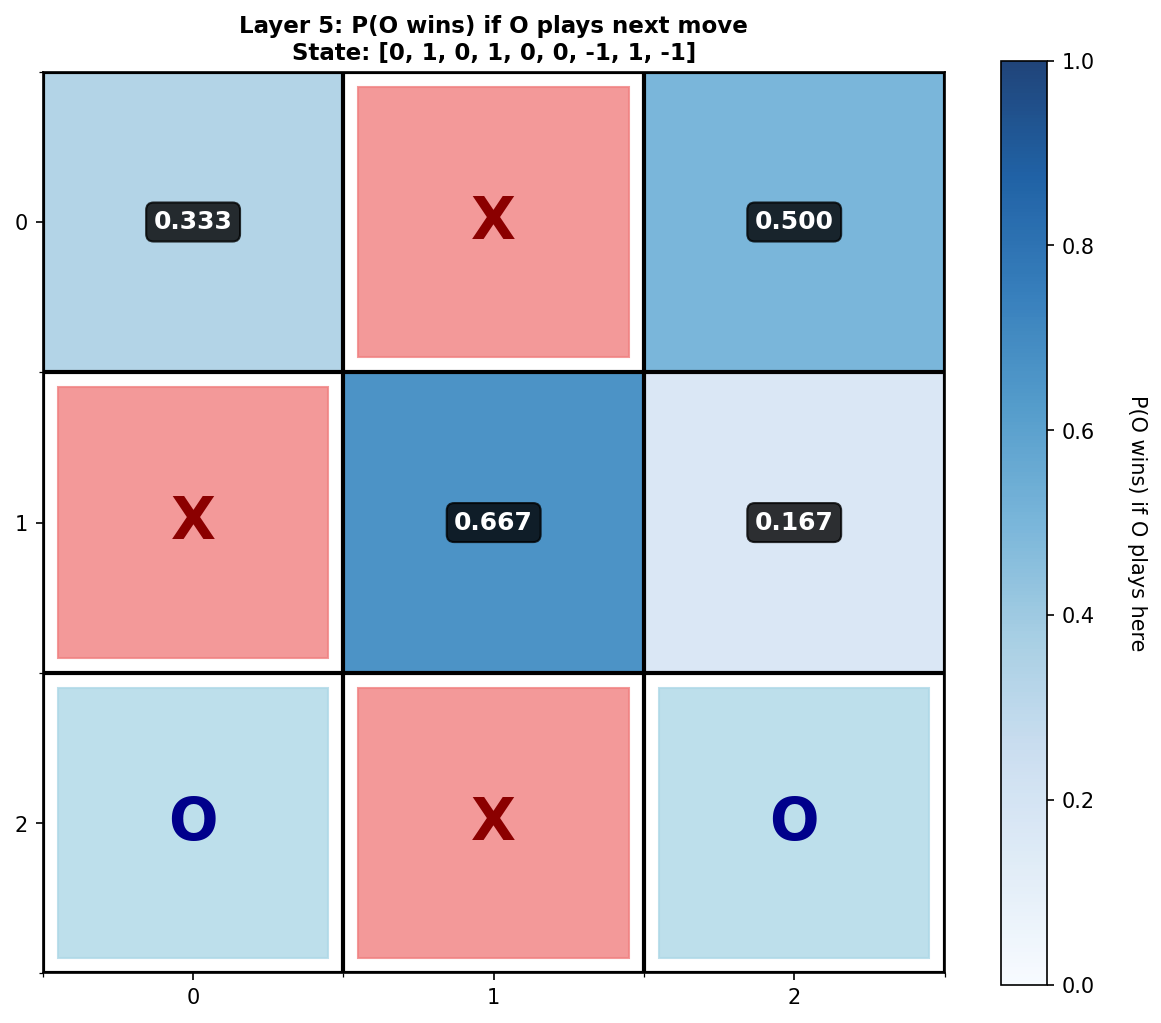 Layer 5: P(O wins) if O plays next move
State: [0, 1, 0, 1, 0, 0, -1, 1, -1]
0.333
X
0.500
X
0.667
0.167
O
X
O
0
1
2
0
1
2
1.0
0.8
0.6
0.4
0.2
0.0
P(O wins) if O plays here